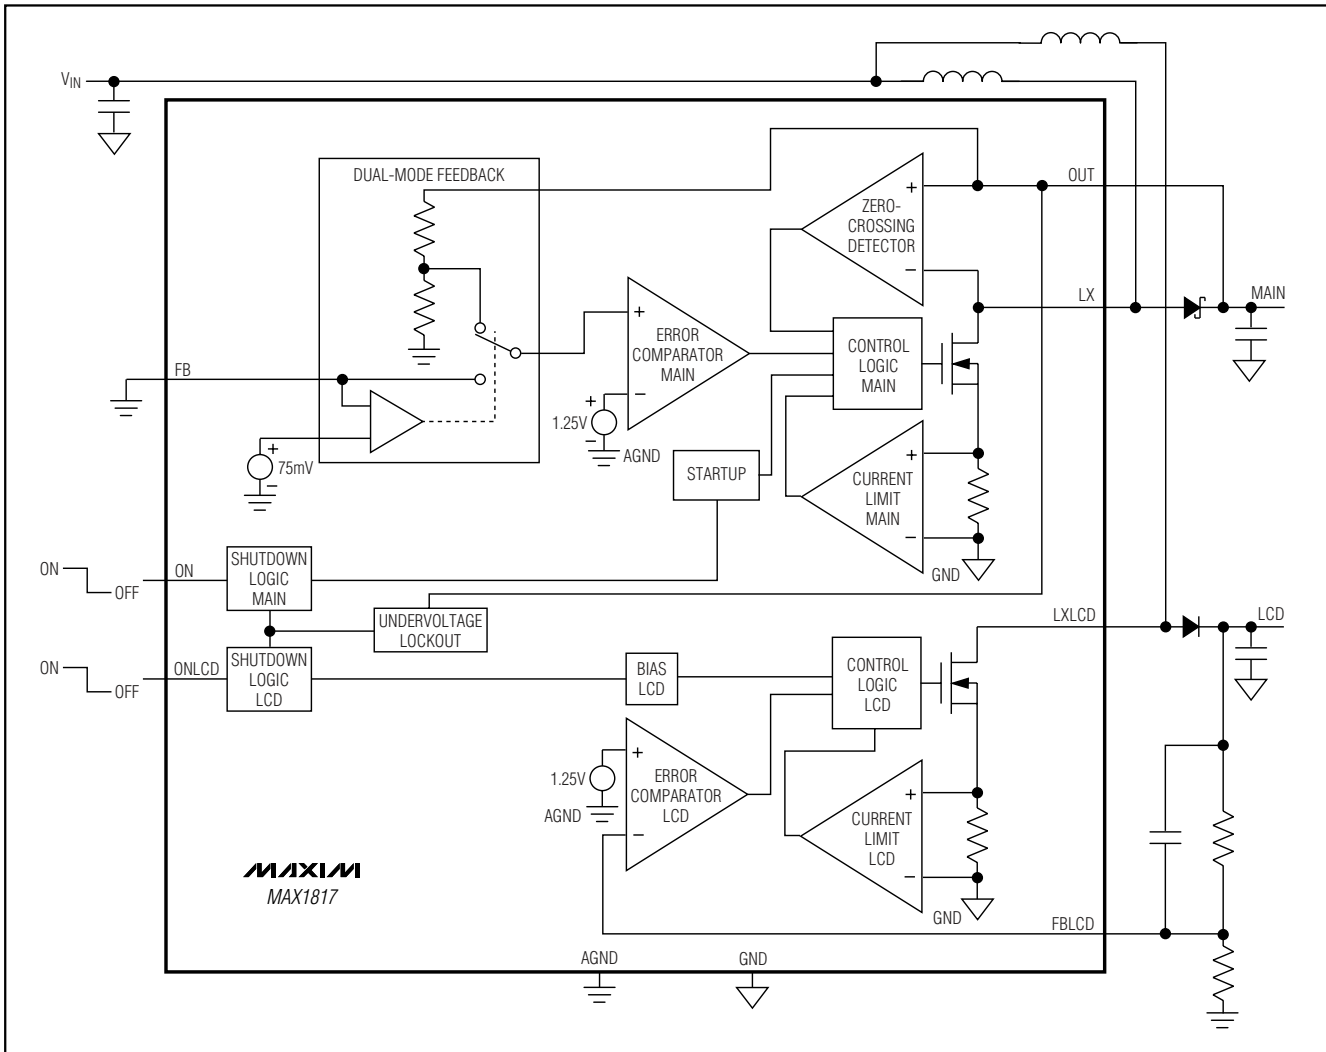 VIN
DUAL-MODE FEEDBACK
+
ZERO-
CROSSING
DETECTOR
−
OUT
LX
MAIN
+
ERROR
COMPARATOR
MAIN
−
CONTROL
LOGIC
MAIN
FB
+
1.25V
−
AGND
+
75mV
−
STARTUP
+
CURRENT
LIMIT
MAIN
−
GND
ON
OFF
ON
SHUTDOWN
LOGIC
MAIN
UNDERVOLTAGE
LOCKOUT
LXLCD
LCD
ON
OFF
ONLCD
SHUTDOWN
LOGIC
LCD
BIAS
LCD
CONTROL
LOGIC
LCD
1.25V
AGND
+
ERROR
COMPARATOR
LCD
−
+
CURRENT
LIMIT
LCD
−
GND
MAXIM
MAX1817
FBLCD
AGND
GND